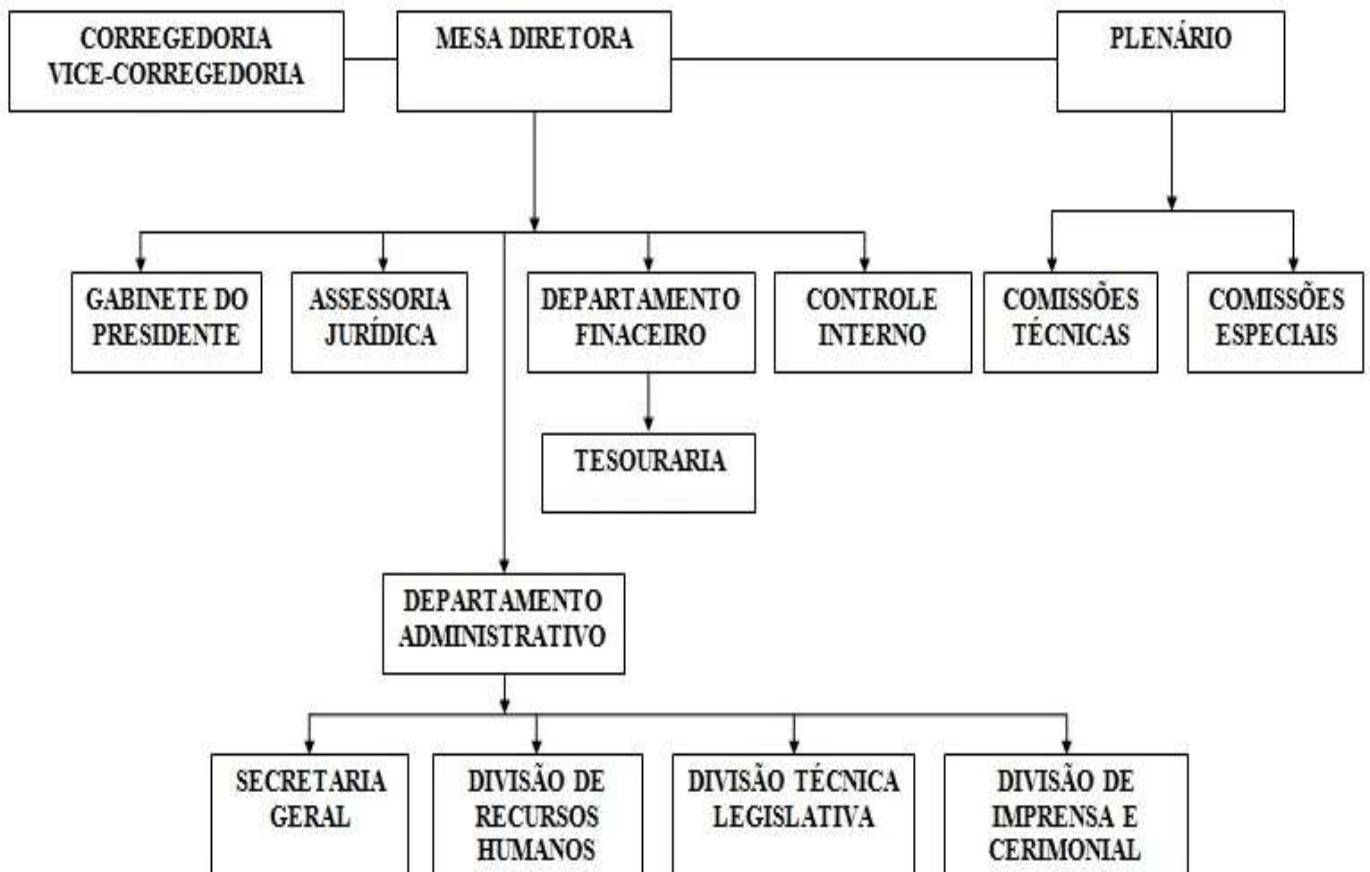 CORREGEDORIA
VICE-CORREGEDORIA
MESA DIRETORA
PLENÁRIO
GABINETE DO
PRESIDENTE
ASSESSORIA
JURÍDICA
DEPARTAMENTO
FINACEIRO
CONTROLE
INTERNO
COMISSÕES
TÉCNICAS
COMISSÕES
ESPECIAIS
TESOURARIA
DEPARTAMENTO
ADMINISTRATIVO
SECRETARIA
GERAL
DIVISÃO DE
RECURSOS
HUMANOS
DIVISÃO TÉCNICA
LEGISLATIVA
DIVISÃO DE
IMPRENSA E
CERIMONIAL